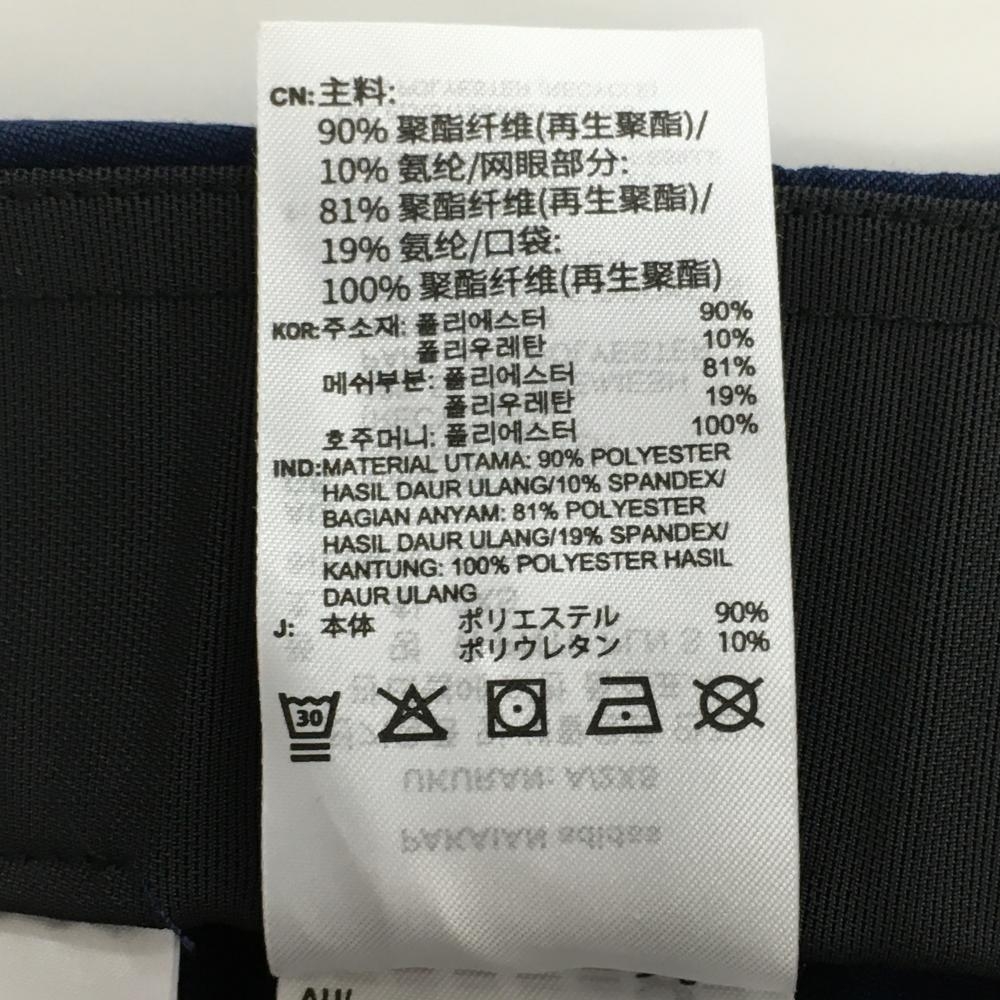 CN:主料:
90% 聚酯纤维(再生聚酯)/
10% 氨纶/网眼部分:
81% 聚酯纤维(再生聚酯)/
19% 氨纶/口袋:
100% 聚酯纤维(再生聚酯)
KOR:주소재: 폴리에스터 90%
폴리우레탄 10%
메쉬부분: 폴리에스터 81%
폴리우레탄 19%
호주머니: 폴리에스터 100%
IND:MATERIAL UTAMA: 90% POLYESTER
HASIL DAUR ULANG/10% SPANDEX/
BAGIAN ANYAM: 81% POLYESTER
HASIL DAUR ULANG/19% SPANDEX/
KANTUNG: 100% POLYESTER HASIL
DAUR ULANG
J: 本体 ポリエステル 90%
ポリウレタン 10%
30
UKURAN: A/2XS
PAKAIAN adidas